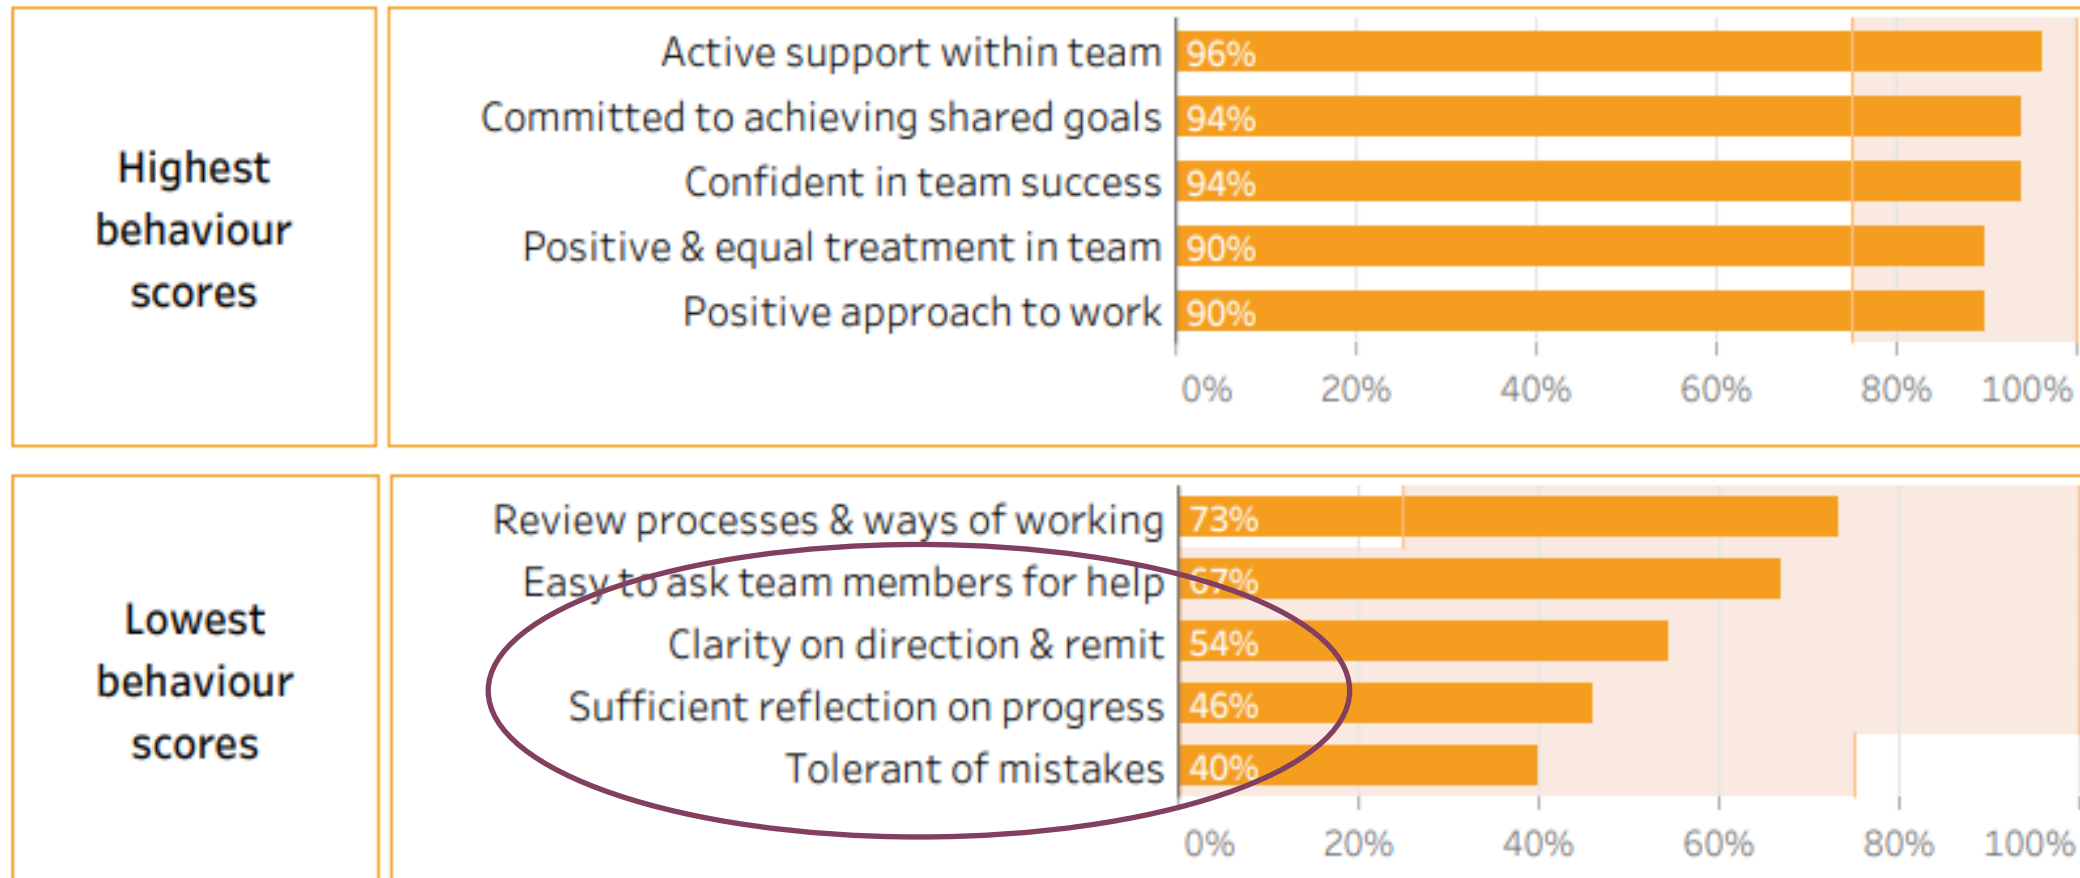 Highest
behaviour
scores
Active support within team 96%
Committed to achieving shared goals 94%
Confident in team success 94%
Positive & equal treatment in team 90%
Positive approach to work 90%
0% 20% 40% 60% 80% 100%
Lowest
behaviour
scores
Review processes & ways of working 73%
Easy to ask team members for help 67%
Clarity on direction & remit 54%
Sufficient reflection on progress 46%
Tolerant of mistakes 40%
0% 20% 40% 60% 80% 100%